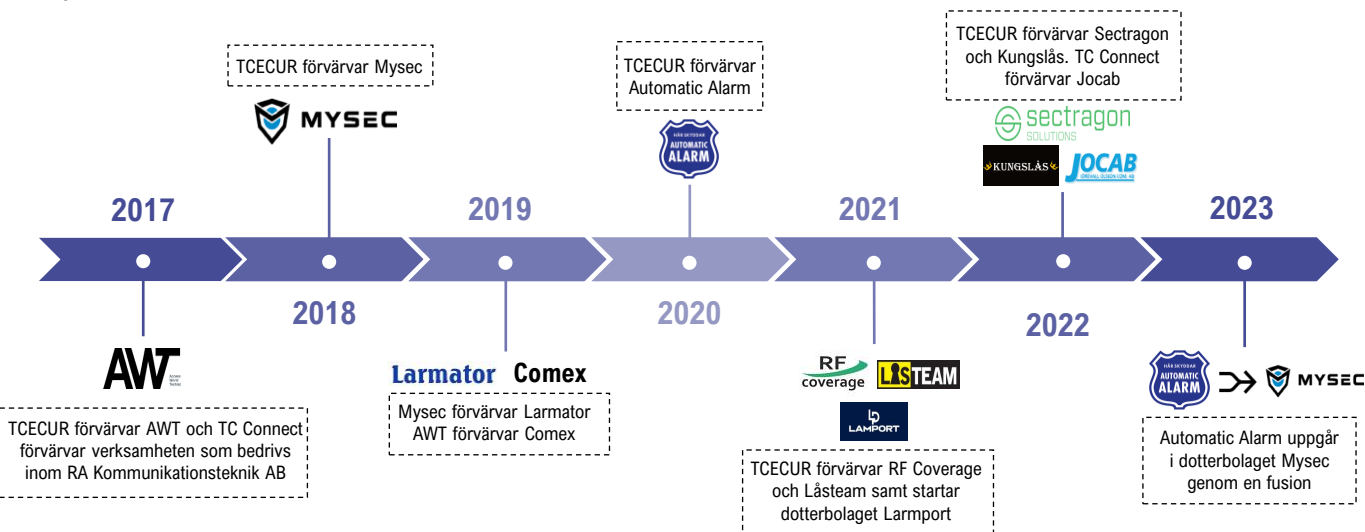 TCECUR förvärvar Mysec
MYSEC
TCECUR förvärvar
Automatic Alarm
HÄR SKYDDAR
AUTOMATIC
ALARM
TCECUR förvärvar Sectragon
och Kungslås. TC Connect
förvärvar Jocab
sectragon
SOLUTIONS
KUNGSLÅS
JOCAB
2017
2019
2021
2023
2018
2020
2022
AWT
TCECUR förvärvar AWT och TC Connect
förvärvar verksamheten som bedrivs
inom RA Kommunikationsteknik AB
Larmator Comex
Mysec förvärvar Larmator
AWT förvärvar Comex
RF
coverage
LÅSTEAM
LAMPORT
TCECUR förvärvar RF Coverage
och Låsteam samt startar
dotterbolaget Larmport
HÄR SKYDDAR
AUTOMATIC
ALARM
MYSEC
Automatic Alarm uppgår
i dotterbolaget Mysec
genom en fusion